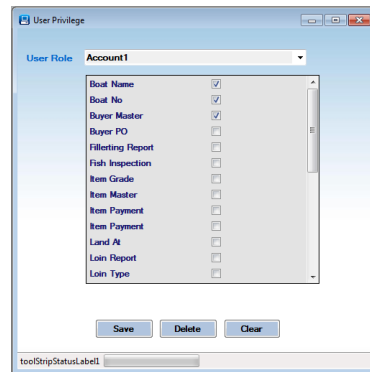 User Privilege
User Role Account1
Boat Name
Boat No
Buyer Master
Buyer PO
Fillerting Report
Fish Inspection
Item Grade
Item Master
Item Payment
Item Payment
Land At
Loin Report
Loin Type
Save Delete Clear
toolStripStatusLabel1